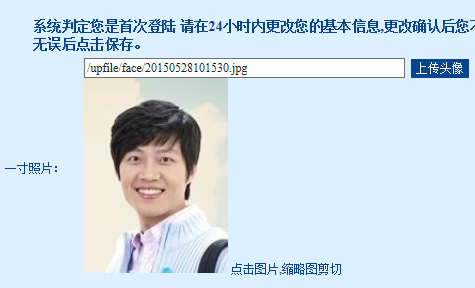 系统判定您是首次登陆 请在24小时内更改您的基本信息,更改确认后您
无误后点击保存。
/upfile/face/20150528101530.jpg 上传头像
一寸照片：
点击图片,缩略图剪切